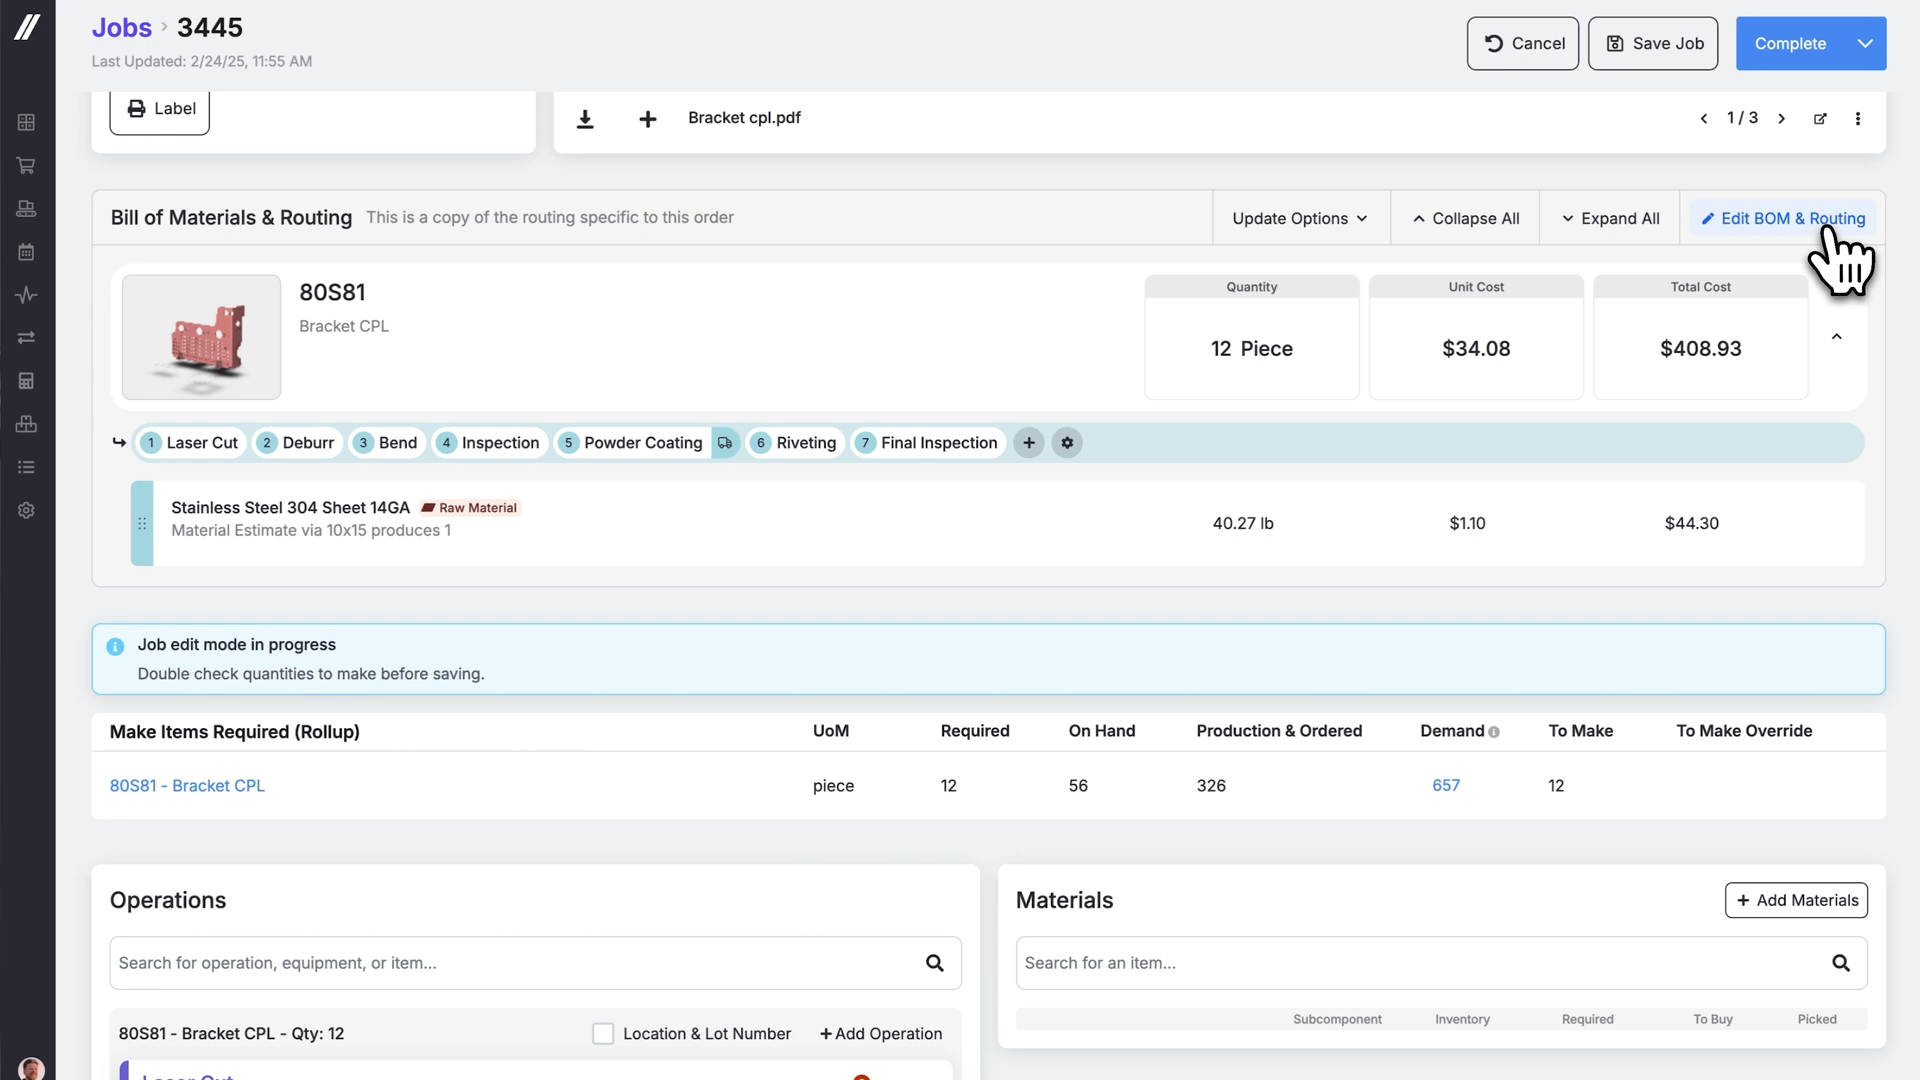 Jobs › 3445
Last Updated: 2/24/25, 11:55 AM
Cancel
Save Job
Complete
Label
Bracket cpl.pdf
1 / 3
Bill of Materials & Routing This is a copy of the routing specific to this order
Update Options
Collapse All
Expand All
Edit BOM & Routing
80S81
Bracket CPL
Quantity
12 Piece
Unit Cost
$34.08
Total Cost
$408.93
1 Laser Cut
2 Deburr
3 Bend
4 Inspection
5 Powder Coating
6 Riveting
7 Final Inspection
Stainless Steel 304 Sheet 14GA Raw Material
Material Estimate via 10x15 produces 1
40.27 lb
$1.10
$44.30
Job edit mode in progress
Double check quantities to make before saving.
Make Items Required (Rollup) UoM Required On Hand Production & Ordered Demand To Make To Make Override
80S81 - Bracket CPL piece 12 56 326 657 12
Operations
Search for operation, equipment, or item...
80S81 - Bracket CPL - Qty: 12
Location & Lot Number
+ Add Operation
Laser Cut
Materials
+ Add Materials
Search for an item...
Subcomponent Inventory Required To Buy Picked